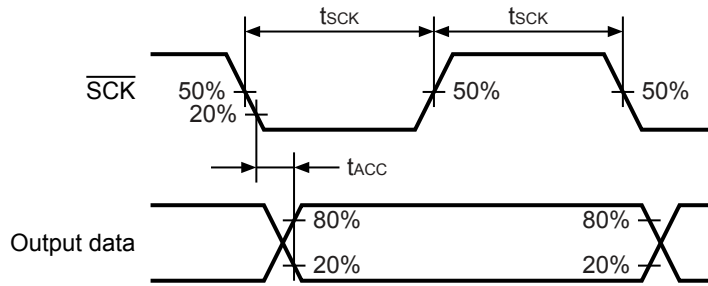 tSCK tSCK
SCK 50% 50% 50%
20%
tACC
80% 80%
Output data
20% 20%